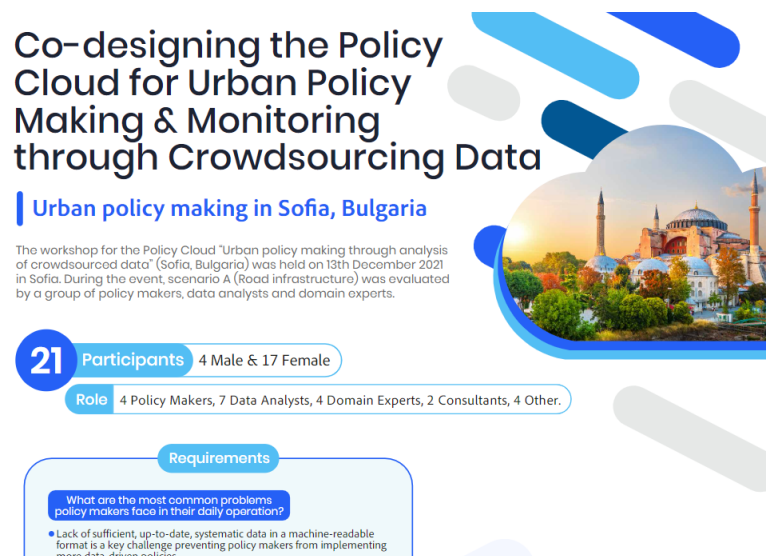 Co-designing the Policy
Cloud for Urban Policy
Making & Monitoring
through Crowdsourcing Data
Urban policy making in Sofia, Bulgaria
The workshop for the Policy Cloud "Urban policy making through analysis
of crowdsourced data" (Sofia, Bulgaria) was held on 13th December 2021
in Sofia. During the event, scenario A (Road infrastructure) was evaluated
by a group of policy makers, data analysts and domain experts.
21 Participants 4 Male & 17 Female
Role 4 Policy Makers, 7 Data Analysts, 4 Domain Experts, 2 Consultants, 4 Other.
Requirements
What are the most common problems
policy makers face in their daily operation?
• Lack of sufficient, up-to-date, systematic data in a machine-readable
format is a key challenge preventing policy makers from implementing
more data-driven policies